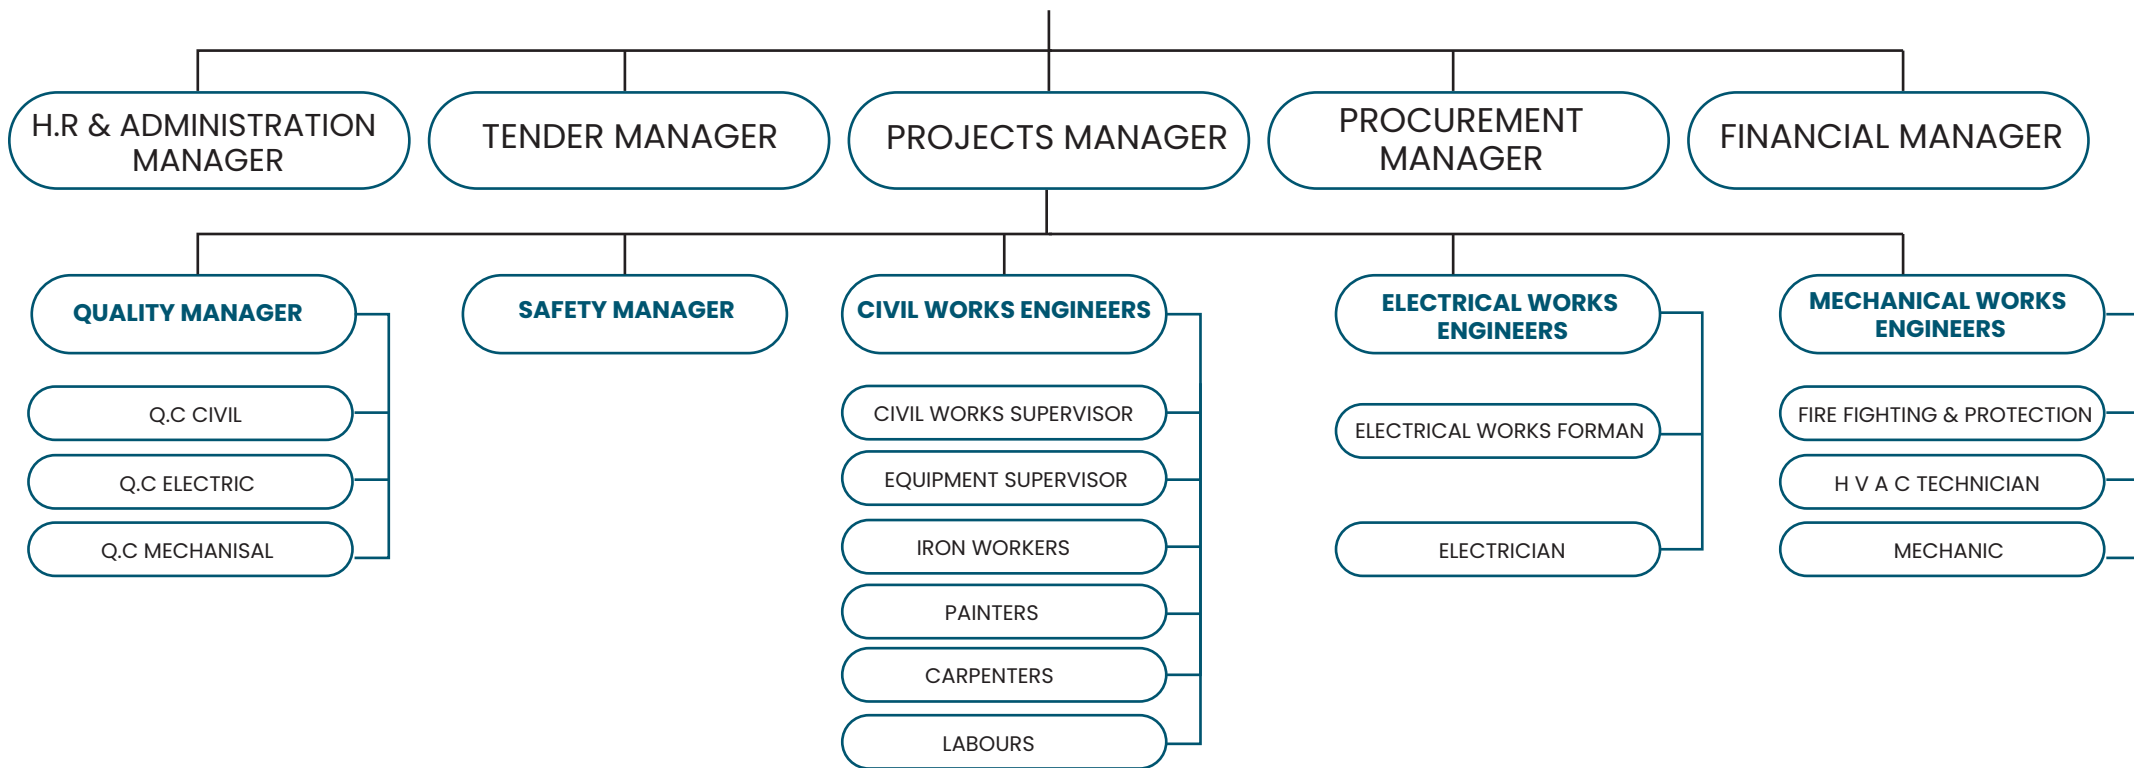 H.R & ADMINISTRATION
MANAGER
TENDER MANAGER
PROJECTS MANAGER
PROCUREMENT
MANAGER
FINANCIAL MANAGER
QUALITY MANAGER
SAFETY MANAGER
CIVIL WORKS ENGINEERS
ELECTRICAL WORKS
ENGINEERS
MECHANICAL WORKS
ENGINEERS
Q.C CIVIL
Q.C ELECTRIC
Q.C MECHANISAL
CIVIL WORKS SUPERVISOR
EQUIPMENT SUPERVISOR
IRON WORKERS
PAINTERS
CARPENTERS
LABOURS
ELECTRICAL WORKS FORMAN
ELECTRICIAN
FIRE FIGHTING & PROTECTION
H V A C TECHNICIAN
MECHANIC